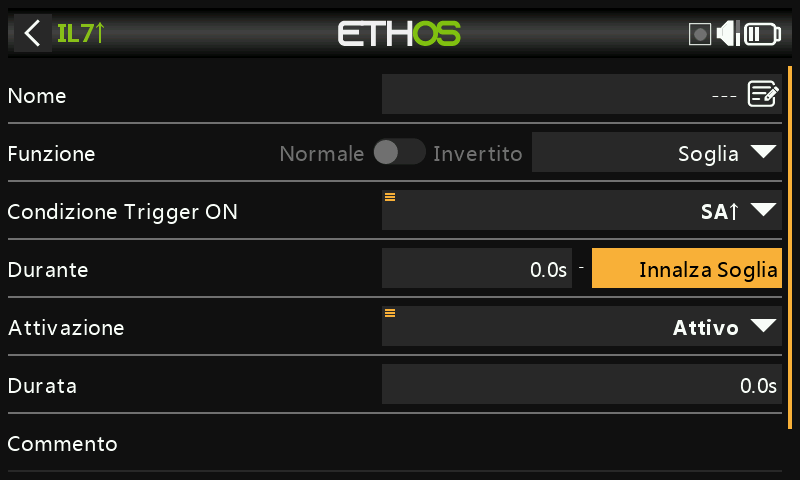 IL7↑ ETHOS
Nome ---
Funzione Normale Invertito Soglia
Condizione Trigger ON SA↑
Durante 0.0s - Innalza Soglia
Attivazione Attivo
Durata 0.0s
Commento